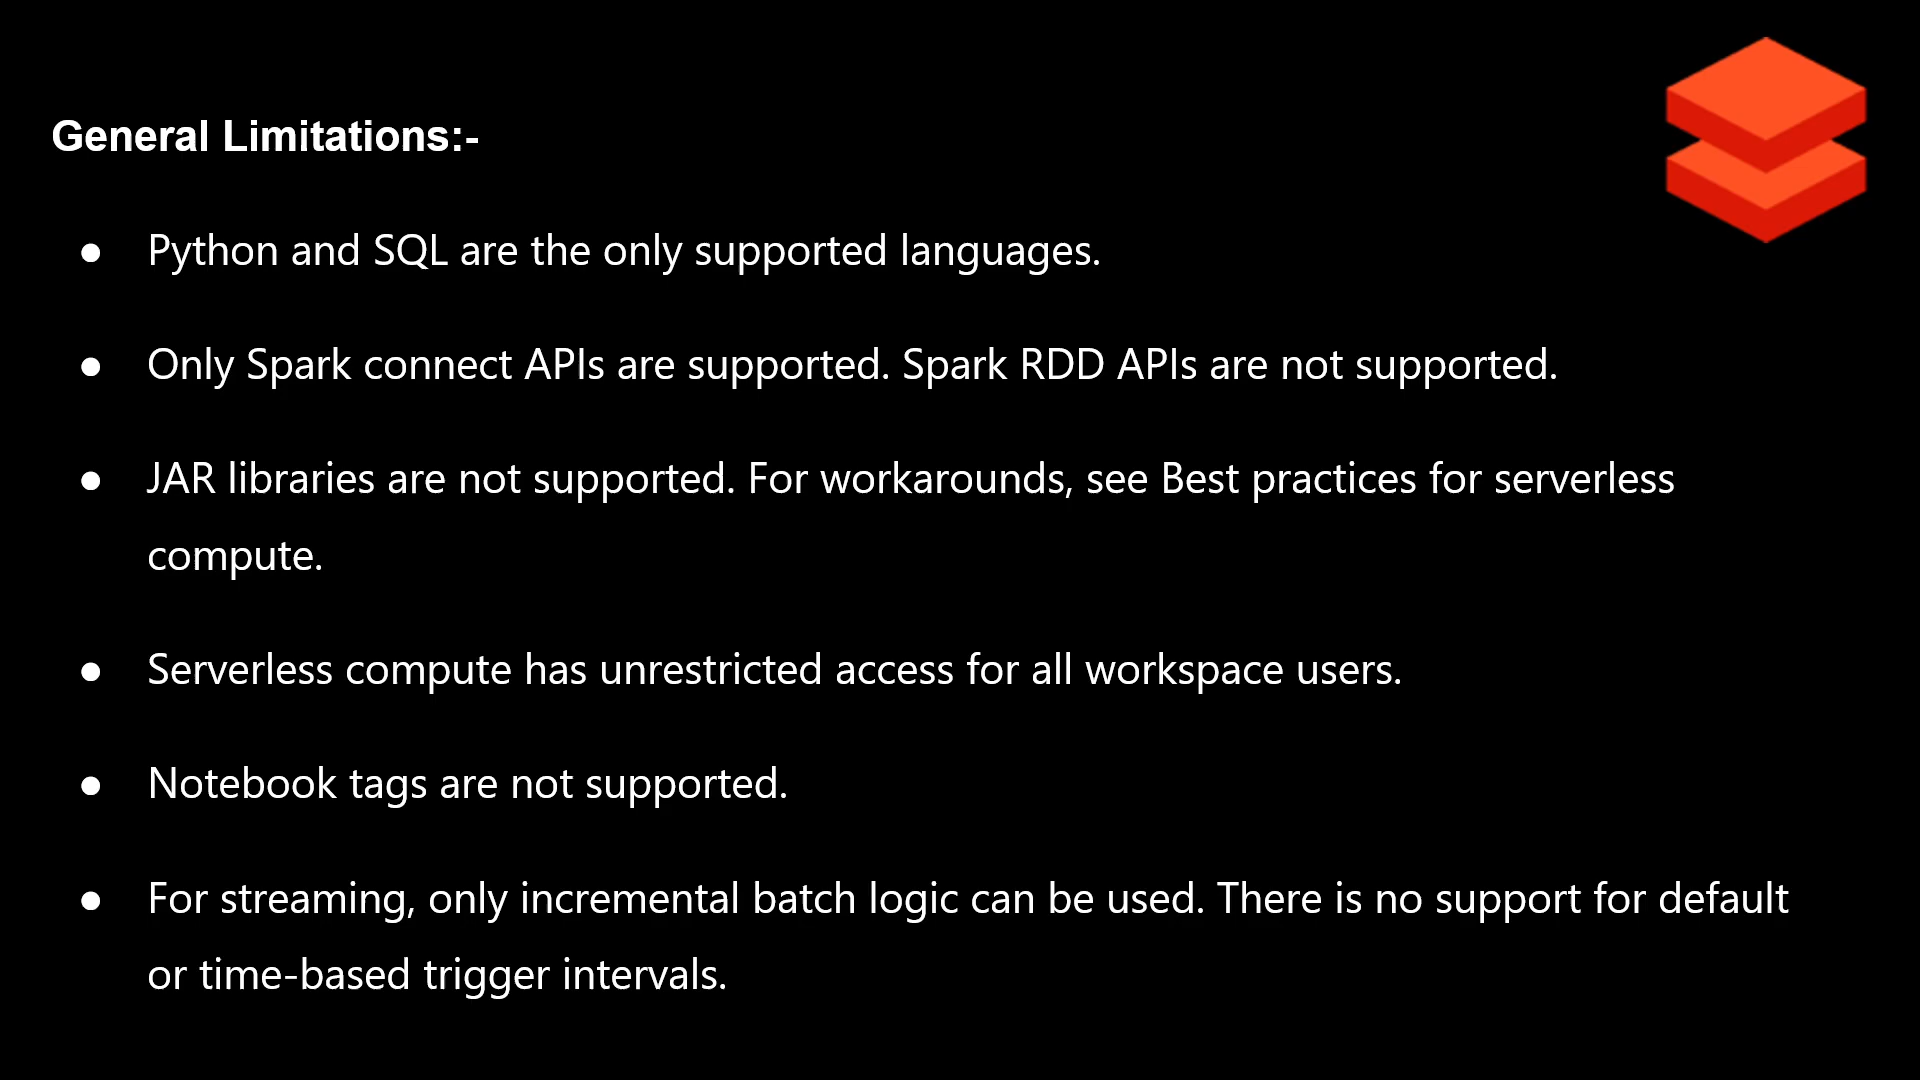 General Limitations:-
● Python and SQL are the only supported languages.
● Only Spark connect APIs are supported. Spark RDD APIs are not supported.
● JAR libraries are not supported. For workarounds, see Best practices for serverless
compute.
● Serverless compute has unrestricted access for all workspace users.
● Notebook tags are not supported.
● For streaming, only incremental batch logic can be used. There is no support for default
or time-based trigger intervals.